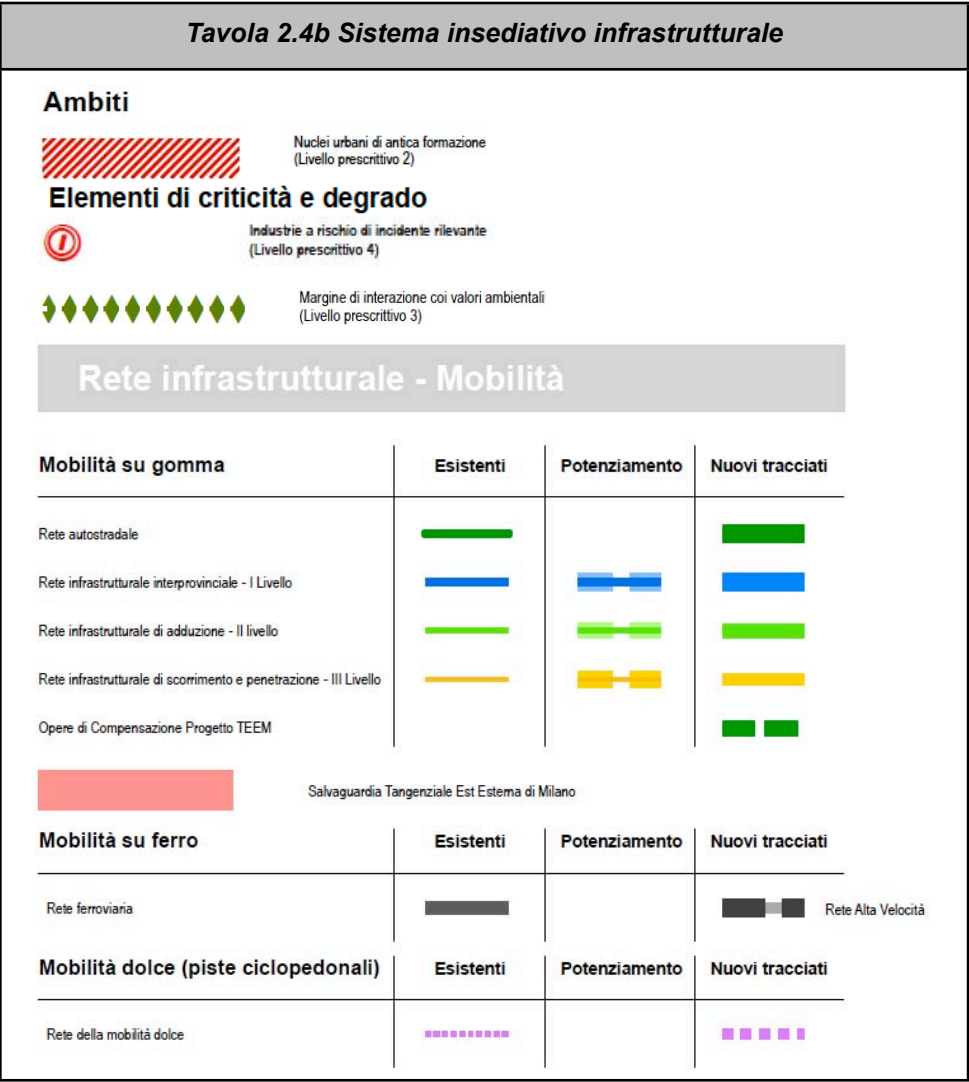 Tavola 2.4b Sistema insediativo infrastrutturale
Ambiti
Nuclei urbani di antica formazione
(Livello prescrittivo 2)
Elementi di criticità e degrado
Industrie a rischio di incidente rilevante
(Livello prescrittivo 4)
Margine di interazione coi valori ambientali
(Livello prescrittivo 3)
Rete infrastrutturale - Mobilità
Mobilità su gomma Esistenti Potenziamento Nuovi tracciati
Rete autostradale
Rete infrastrutturale interprovinciale - I Livello
Rete infrastrutturale di adduzione - II livello
Rete infrastrutturale di scorrimento e penetrazione - III Livello
Opere di Compensazione Progetto TEEM
Salvaguardia Tangenziale Est Esterna di Milano
Mobilità su ferro Esistenti Potenziamento Nuovi tracciati
Rete ferroviaria Rete Alta Velocità
Mobilità dolce (piste ciclopedonali) Esistenti Potenziamento Nuovi tracciati
Rete della mobilità dolce